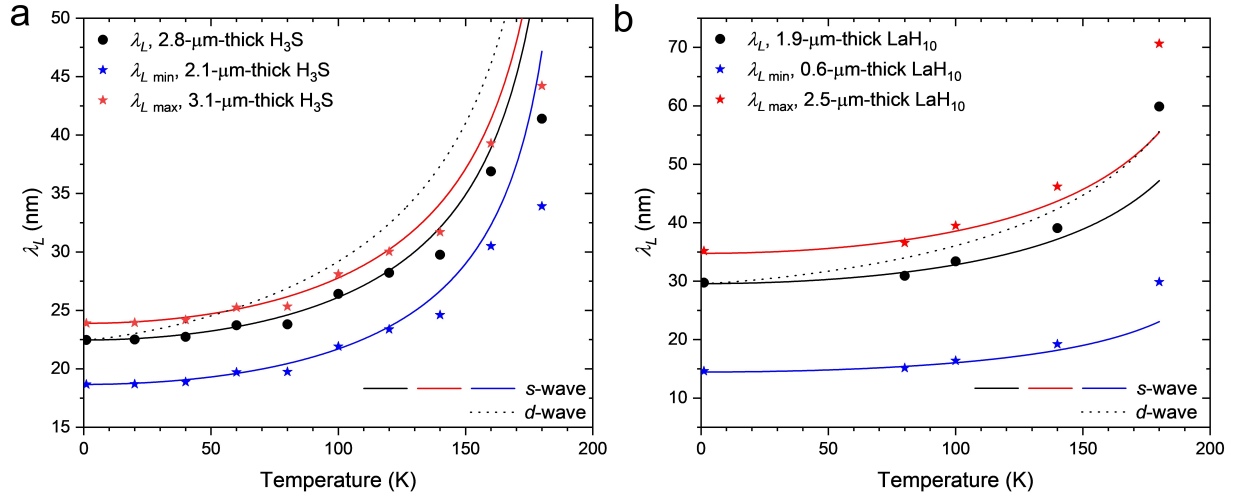 a
λL, 2.8-μm-thick H3S
λL min, 2.1-μm-thick H3S
λL max, 3.1-μm-thick H3S
50
45
40
35
30
25
20
15
λL (nm)
s-wave
d-wave
0
50
100
150
200
Temperature (K)
b
λL, 1.9-μm-thick LaH10
λL min, 0.6-μm-thick LaH10
λL max, 2.5-μm-thick LaH10
70
60
50
40
30
20
10
λL (nm)
s-wave
d-wave
0
50
100
150
200
Temperature (K)